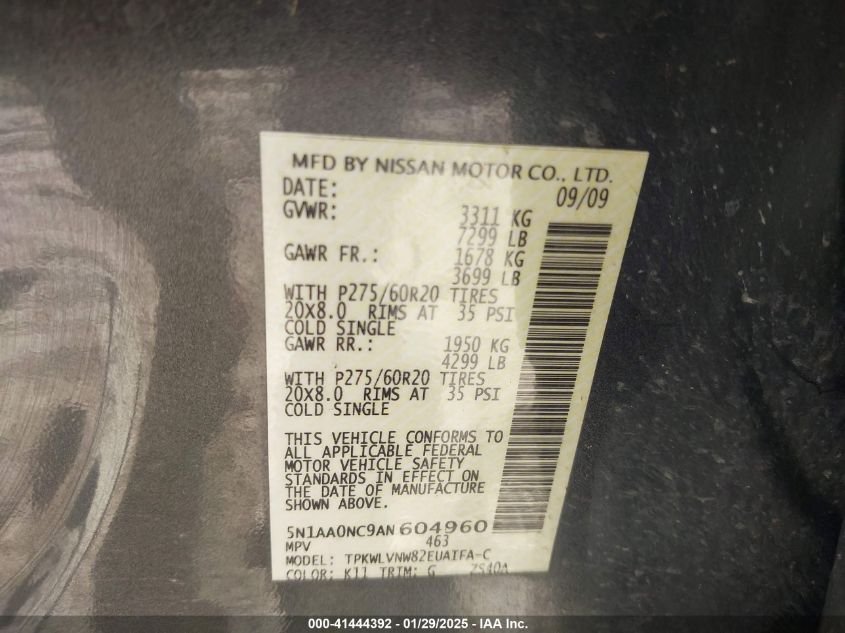 MFD BY NISSAN MOTOR CO., LTD.
DATE: 09/09
GVWR: 3311 KG
7299 LB
GAWR FR.: 1678 KG
3699 LB
WITH P275/60R20 TIRES
20X8.0 RIMS AT 35 PSI
COLD SINGLE
GAWR RR.: 1950 KG
4299 LB
WITH P275/60R20 TIRES
20X8.0 RIMS AT 35 PSI
COLD SINGLE
THIS VEHICLE CONFORMS TO
ALL APPLICABLE FEDERAL
MOTOR VEHICLE SAFETY
STANDARDS IN EFFECT ON
THE DATE OF MANUFACTURE
SHOWN ABOVE.
5N1AA0NC9AN604960
MPV 463
MODEL: TPKWLVNW82EUAIFA-C
COLOR: K11 TRIM: G ZS40A
000-41444392 - 01/29/2025 - IAA Inc.